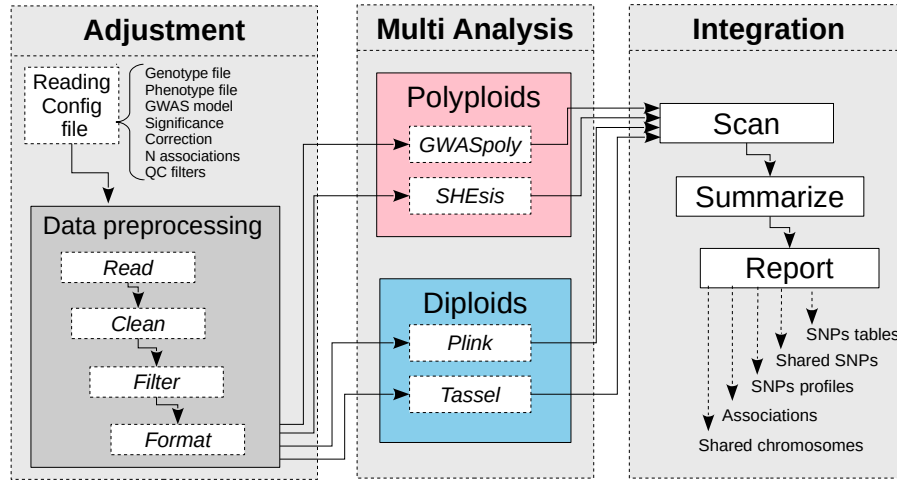 Adjustment
Reading
Config
file
Genotype file
Phenotype file
GWAS model
Significance
Correction
N associations
QC filters
Data preprocessing
Read
Clean
Filter
Format
Multi Analysis
Polyploids
GWASpoly
SHEsis
Diploids
Plink
Tassel
Integration
Scan
Summarize
Report
SNPs tables
Shared SNPs
SNPs profiles
Associations
Shared chromosomes